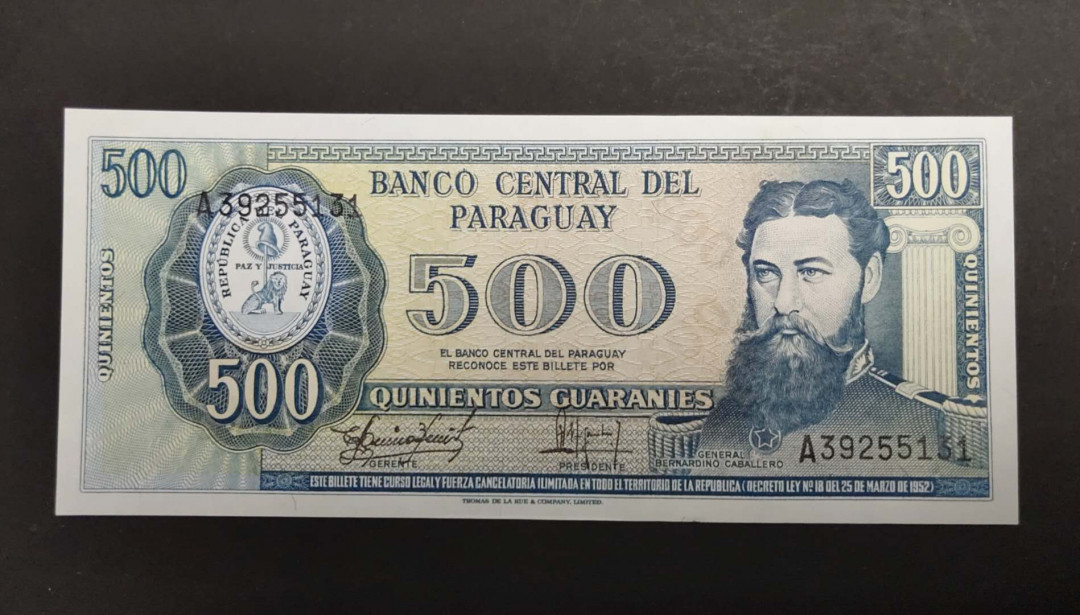 500
BANCO CENTRAL DEL
PARAGUAY
500
A39255131
REPUBLICA DEL PARAGUAY
PAZ Y JUSTICIA
QUINIENTOS
500
500
EL BANCO CENTRAL DEL PARAGUAY
RECONOCE ESTE BILLETE POR
QUINIENTOS GUARANIES
QUINIENTOS
GERENTE
PRESIDENTE
GENERAL
BERNARDINO CABALLERO
A39255131
ESTE BILLETE TIENE CURSO LEGAL Y FUERZA CANCELATORIA ILIMITADA EN TODO EL TERRITORIO DE LA REPUBLICA (DECRETO LEY Nº 18 DEL 25 DE MARZO DE 1952)
THOMAS DE LA RUE & COMPANY, LIMITED.